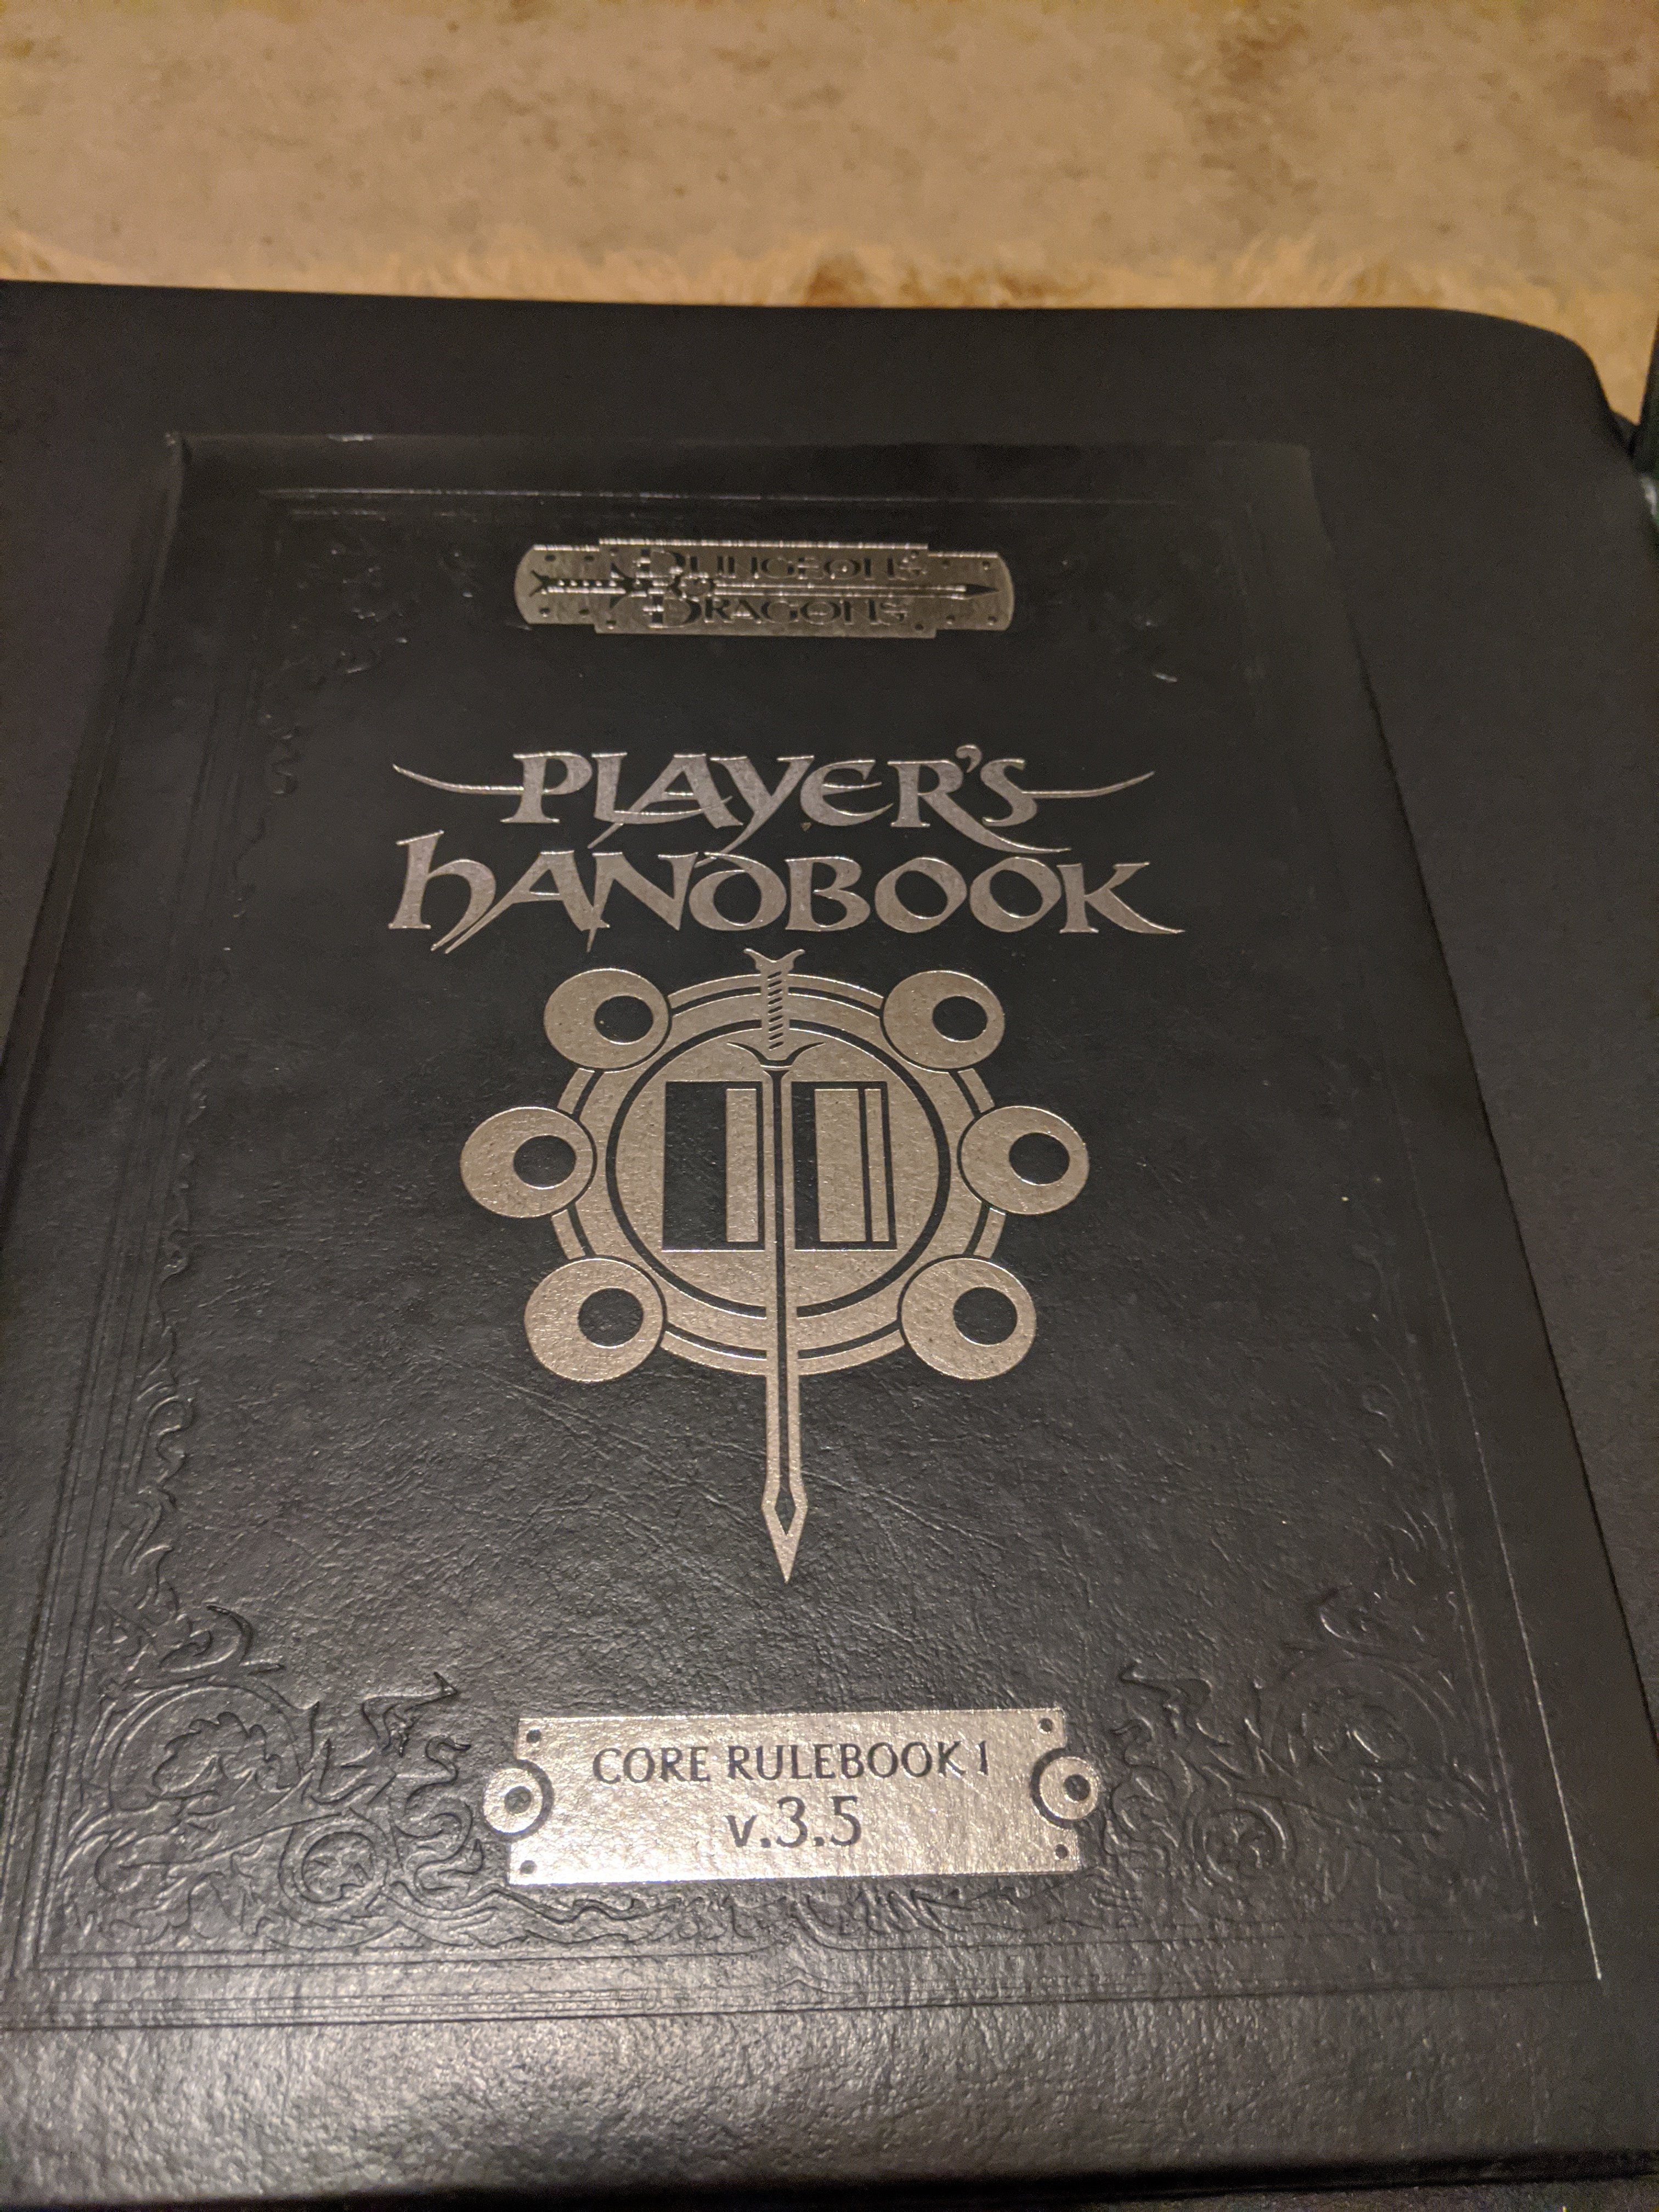 DUNGEONS
DRAGONS
PLAYER'S
HANDBOOK
CORE RULEBOOK I
v.3.5